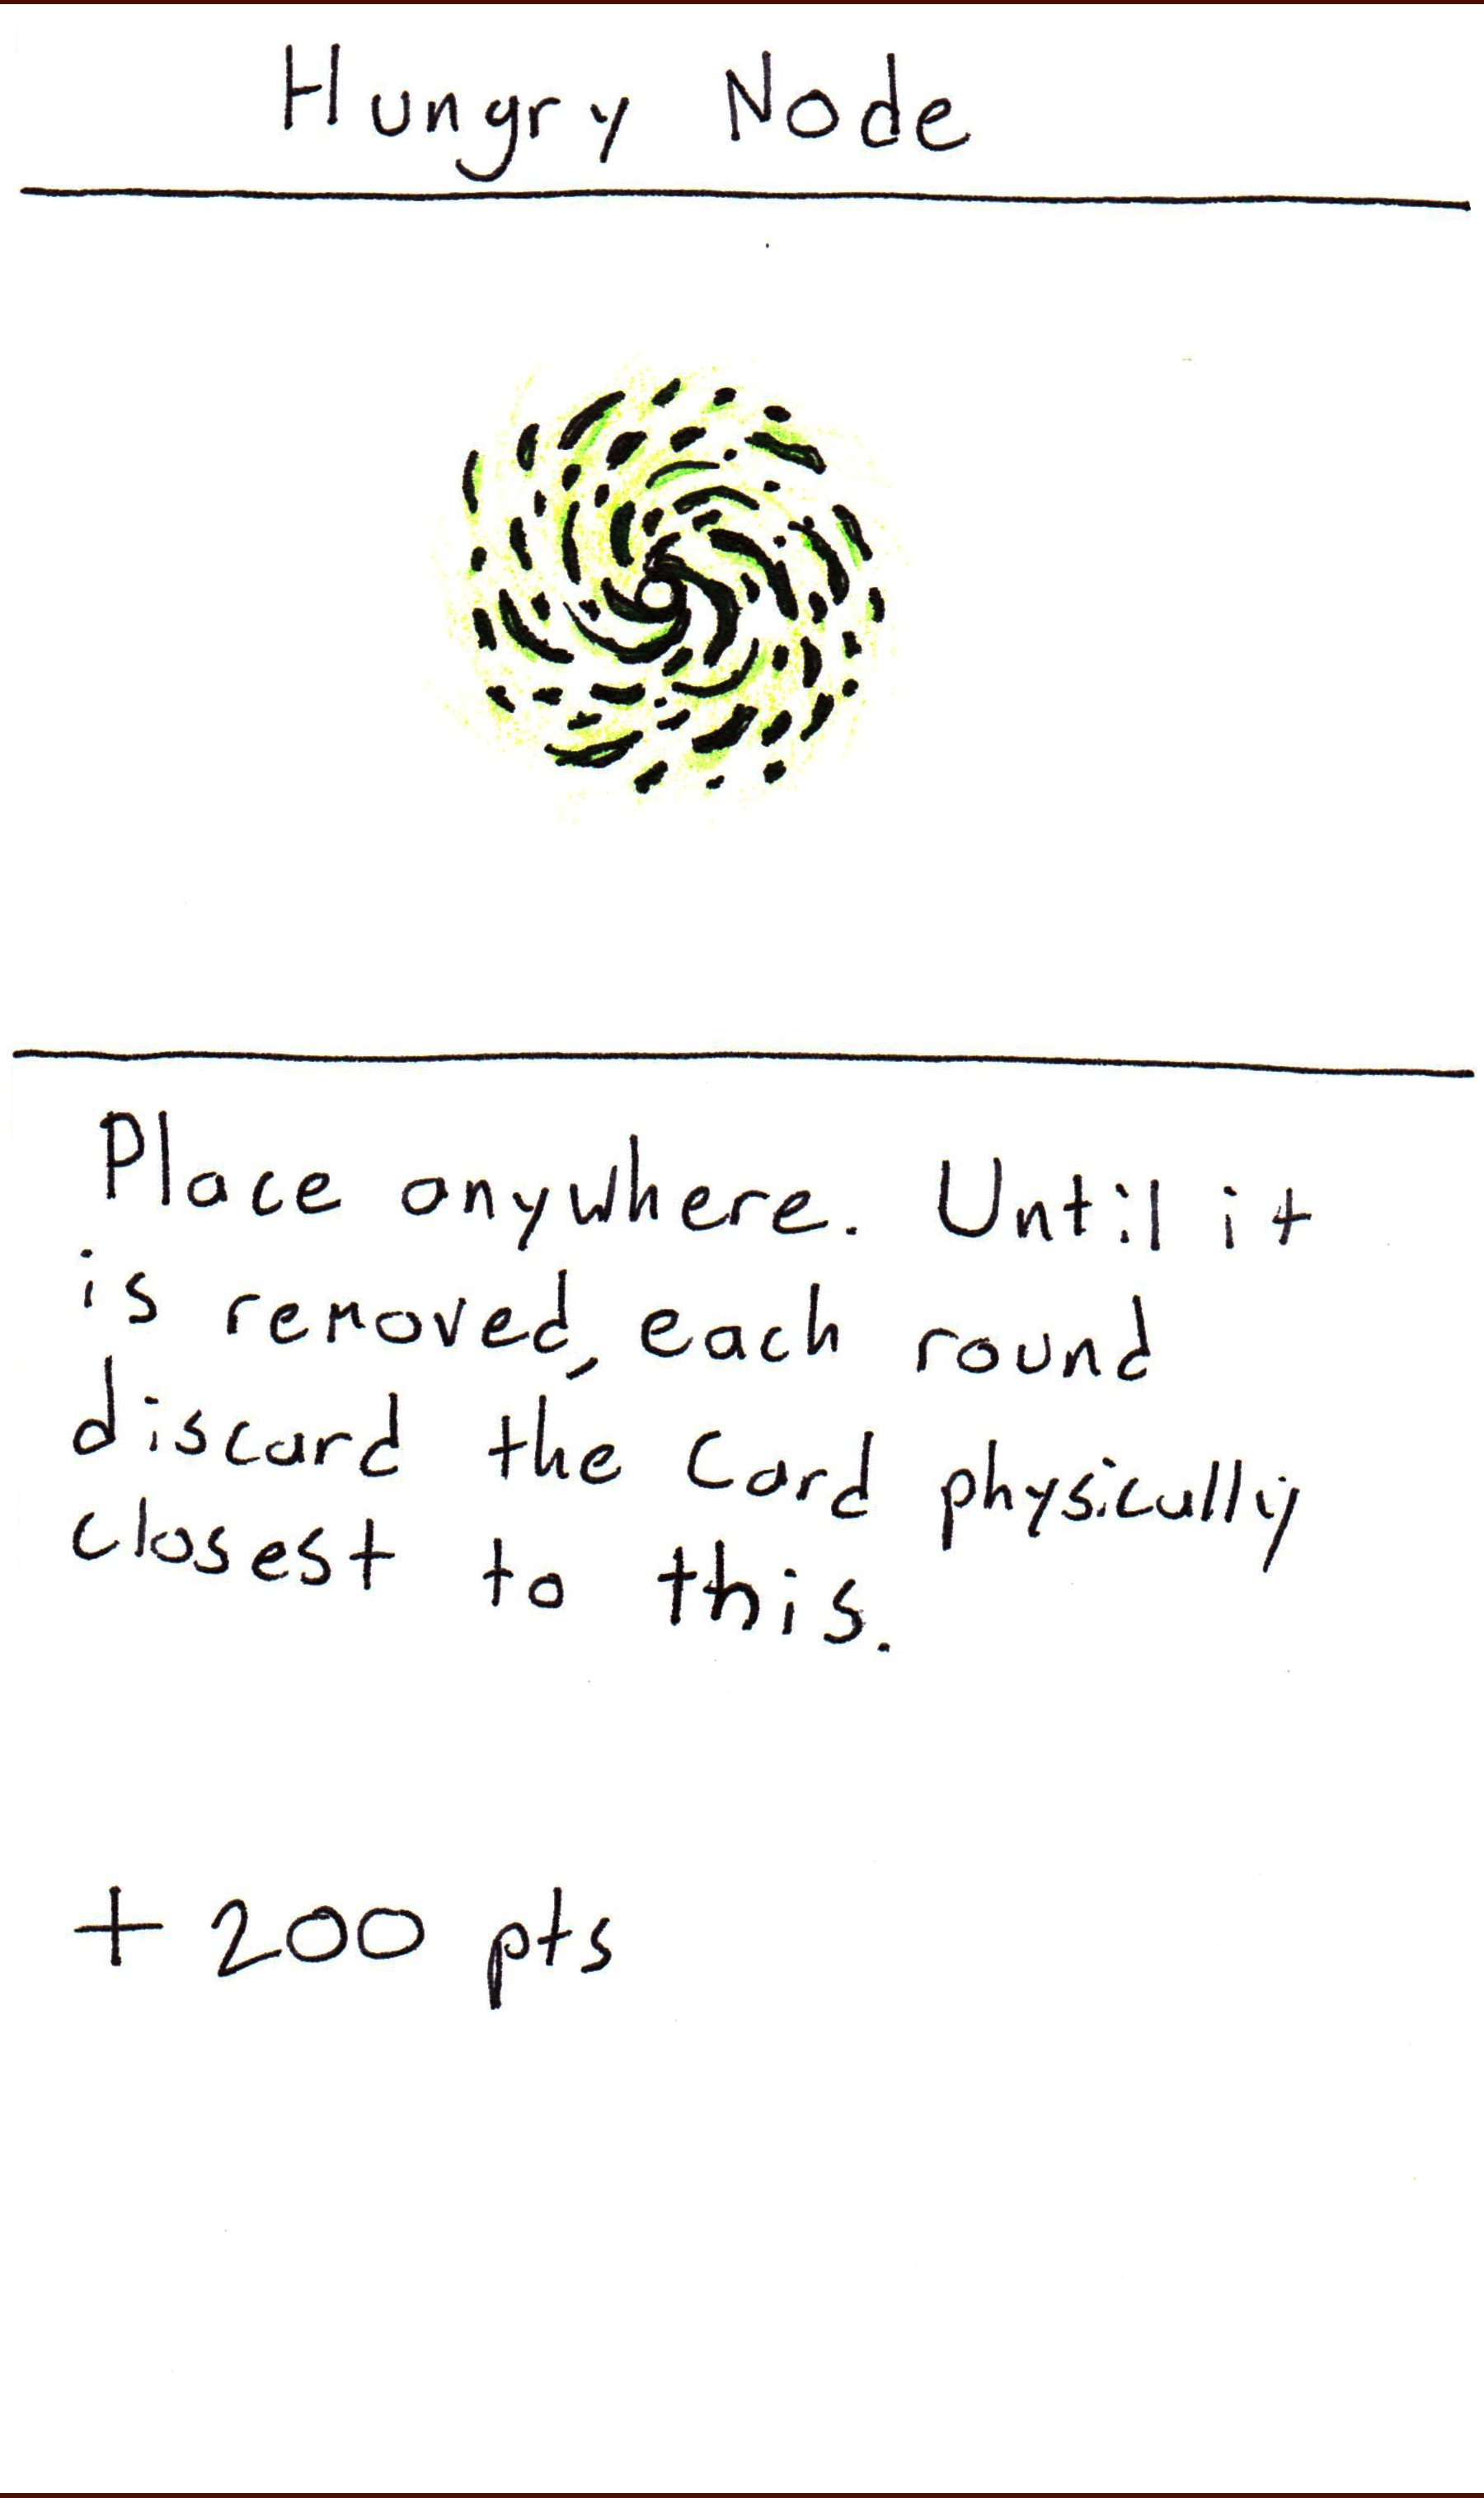 Hungry Node
Place anywhere. Until it
is removed, each round
discard the card physically
closest to this.
+ 200 pts